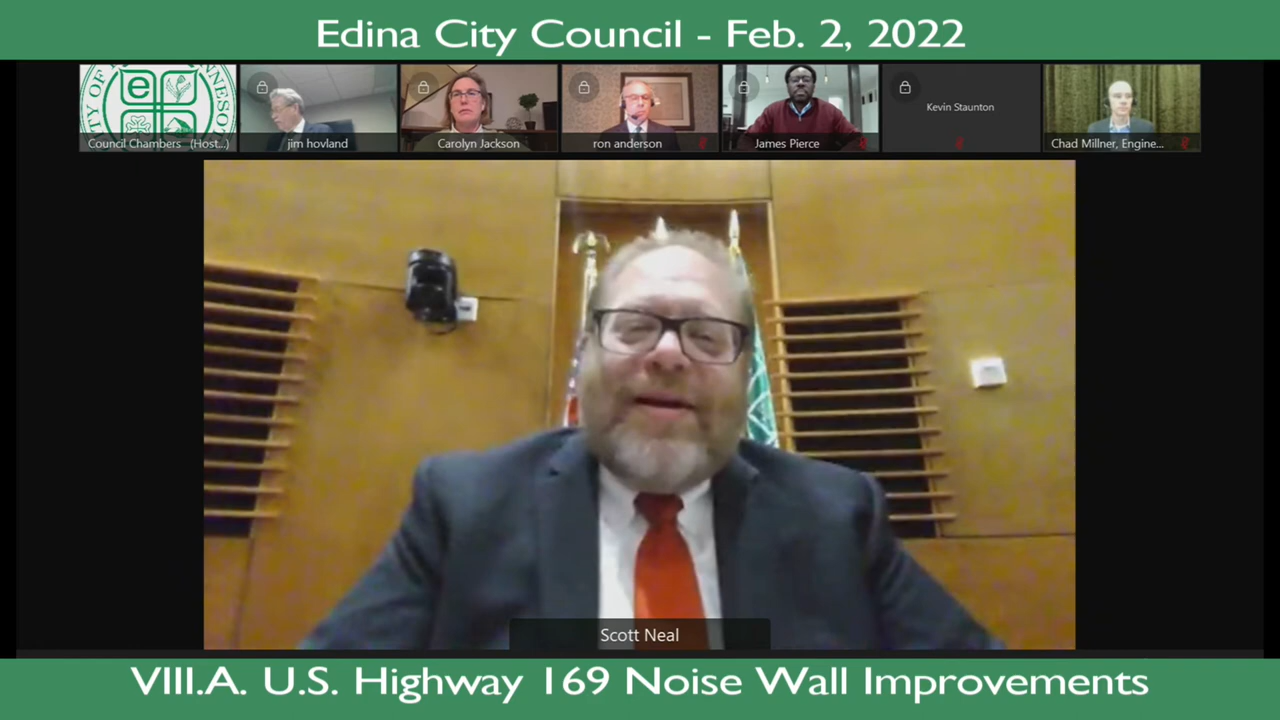 Edina City Council - Feb. 2, 2022
e
Council Chambers (Host...)
jim hovland
Carolyn Jackson
ron anderson
James Pierce
Kevin Staunton
Chad Millner, Engine...
Scott Neal
VIII.A. U.S. Highway 169 Noise Wall Improvements